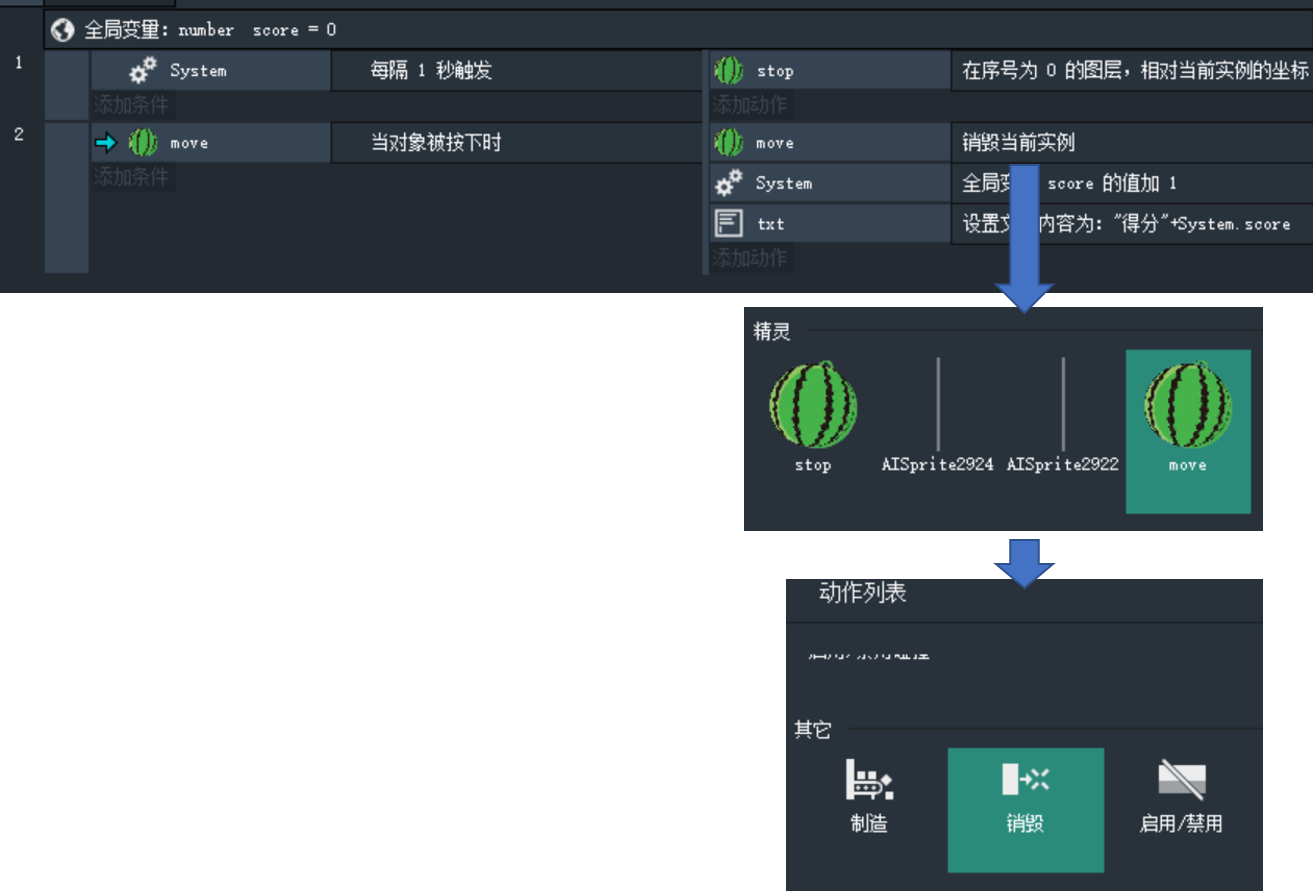 全局变量: number score = 0
1 System 每隔 1 秒触发 stop 在序号为 0 的图层，相对当前实例的坐标
添加条件 添加动作
2 move 当对象被按下时 move 销毁当前实例
添加条件 System 全局变 score 的值加 1
txt 设置文 内容为: "得分"+System.score
添加动作
精灵
stop AISprite2924 AISprite2922 move
动作列表
其它
制造 销毁 启用/禁用